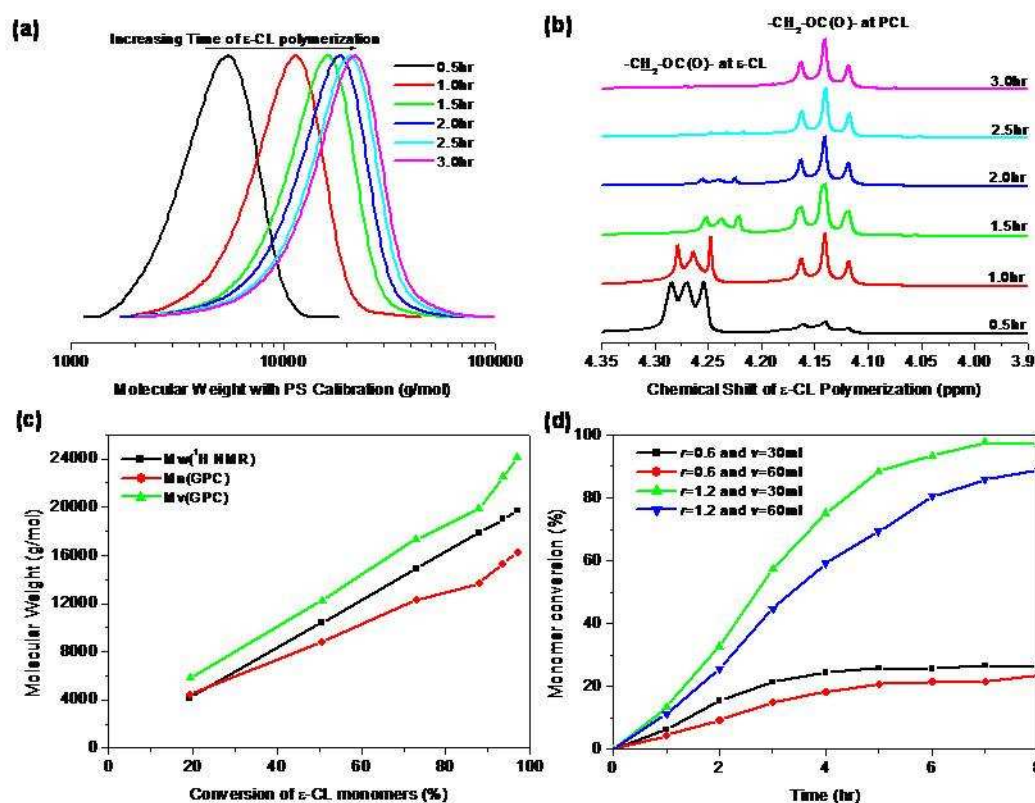 (a)
Increasing Time of ε-CL polymerization
0.5hr
1.0hr
1.5hr
2.0hr
2.5hr
3.0hr
1000
10000
100000
Molecular Weight with PS Calibration (g/mol)
(b)
-CH2-OC(O)- at PCL
-CH2-OC(O)- at ε-CL
3.0hr
2.5hr
2.0hr
1.5hr
1.0hr
0.5hr
4.35 4.30 4.25 4.20 4.15 4.10 4.05 4.00 3.9
Chemical Shift of ε-CL Polymerization (ppm)
(c)
Mw(¹H NMR)
Mn(GPC)
Mv(GPC)
24000
20000
16000
12000
8000
4000
0
0 20 40 60 80 100
Molecular Weight (g/mol)
Conversion of ε-CL monomers (%)
(d)
r=0.6 and v=30ml
r=0.6 and v=60ml
r=1.2 and v=30ml
r=1.2 and v=60ml
100
80
60
40
20
0
0 2 4 6 8
Monomer conversion (%)
Time (hr)